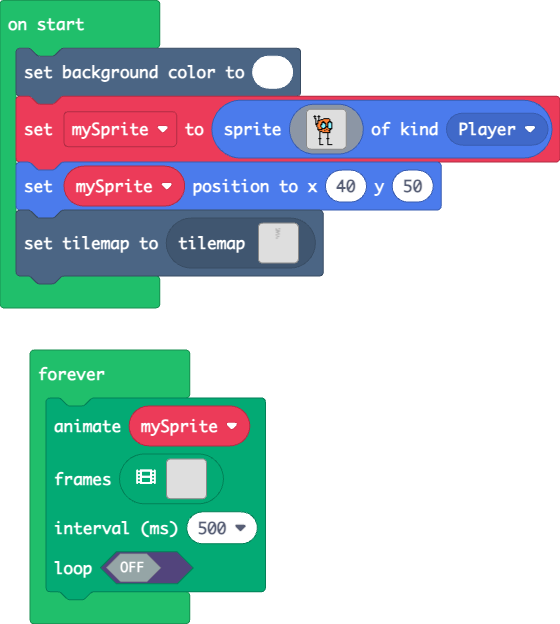 on start
set background color to
set mySprite to sprite of kind Player
set mySprite position to x 40 y 50
set tilemap to tilemap
forever
animate mySprite
frames
interval (ms) 500
loop OFF